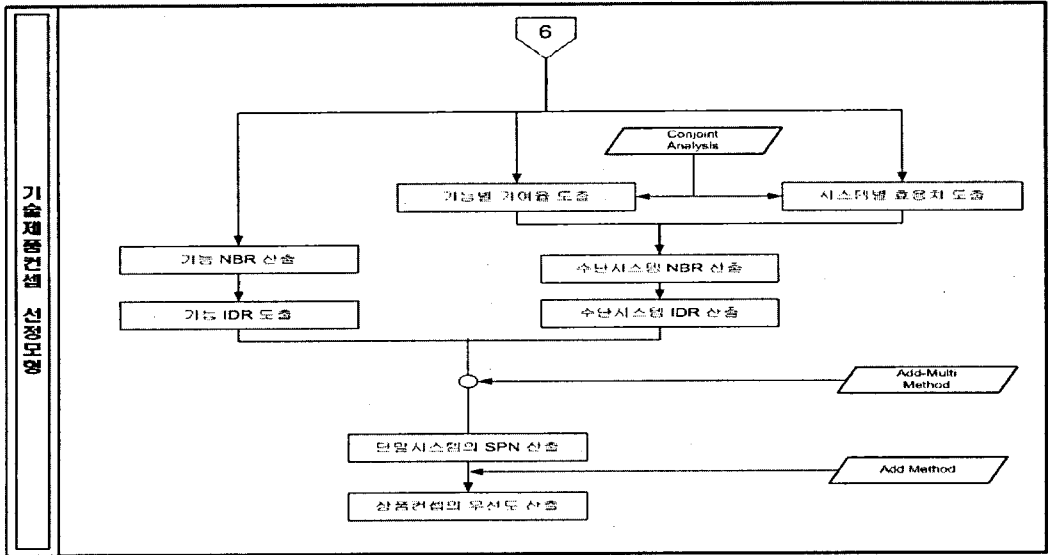 6
기술제품컨셉 선정모형
Conjoint
Analysis
기능별 기여율 도출
시스템별 효용치 도출
기능 NBR 산출
수단시스템 NBR 산출
기능 IDR 도출
수단시스템 IDR 산출
Add-Multi
Method
단말시스템의 SPN 산출
Add Method
상품컨셉의 우선도 산출